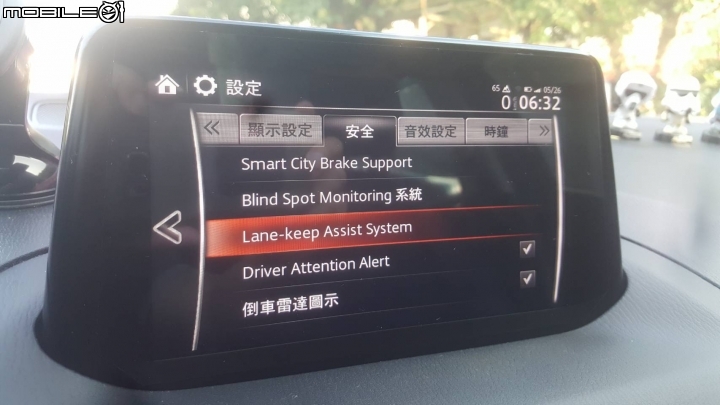 MOBILE01
設定
65 05/26
06:32
顯示設定 安全 音效設定 時鐘
Smart City Brake Support
Blind Spot Monitoring 系統
Lane-keep Assist System
Driver Attention Alert
倒車雷達圖示